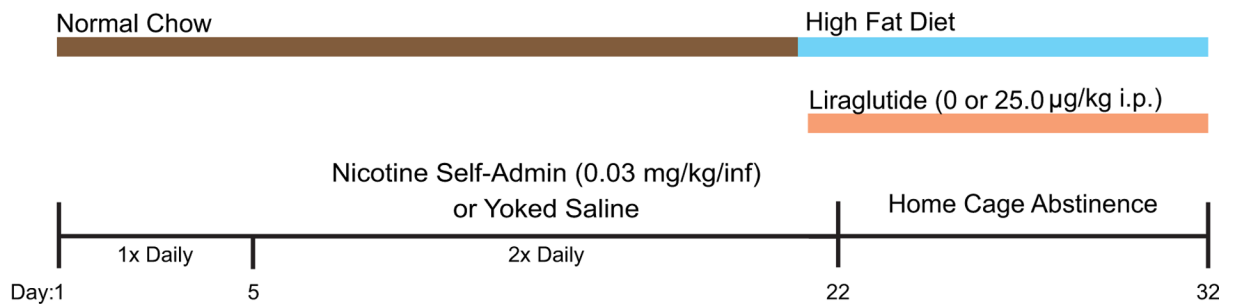 Normal Chow
High Fat Diet
Liraglutide (0 or 25.0 µg/kg i.p.)
Nicotine Self-Admin (0.03 mg/kg/inf)
or Yoked Saline
Home Cage Abstinence
1x Daily
2x Daily
Day:1
5
22
32